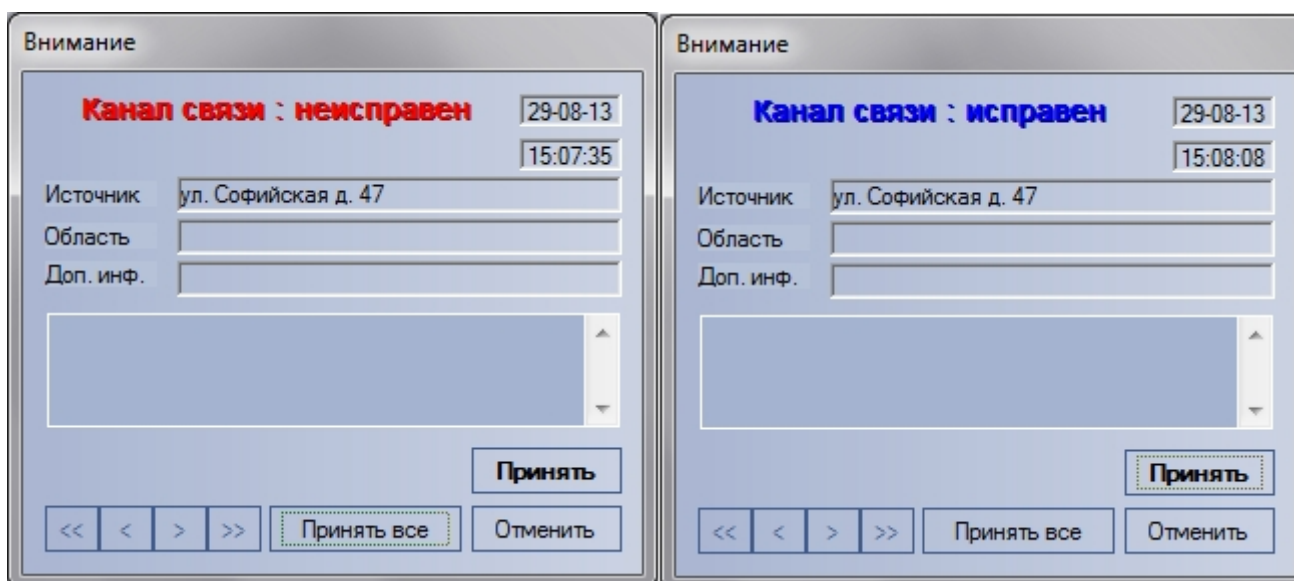 Внимание
Канал связи : неисправен
29-08-13
15:07:35
Источник
ул. Софийская д. 47
Область
Доп. инф.
Принять
<<
<
>
>>
Принять все
Отменить
Внимание
Канал связи : исправен
29-08-13
15:08:08
Источник
ул. Софийская д. 47
Область
Доп. инф.
Принять
<<
<
>
>>
Принять все
Отменить